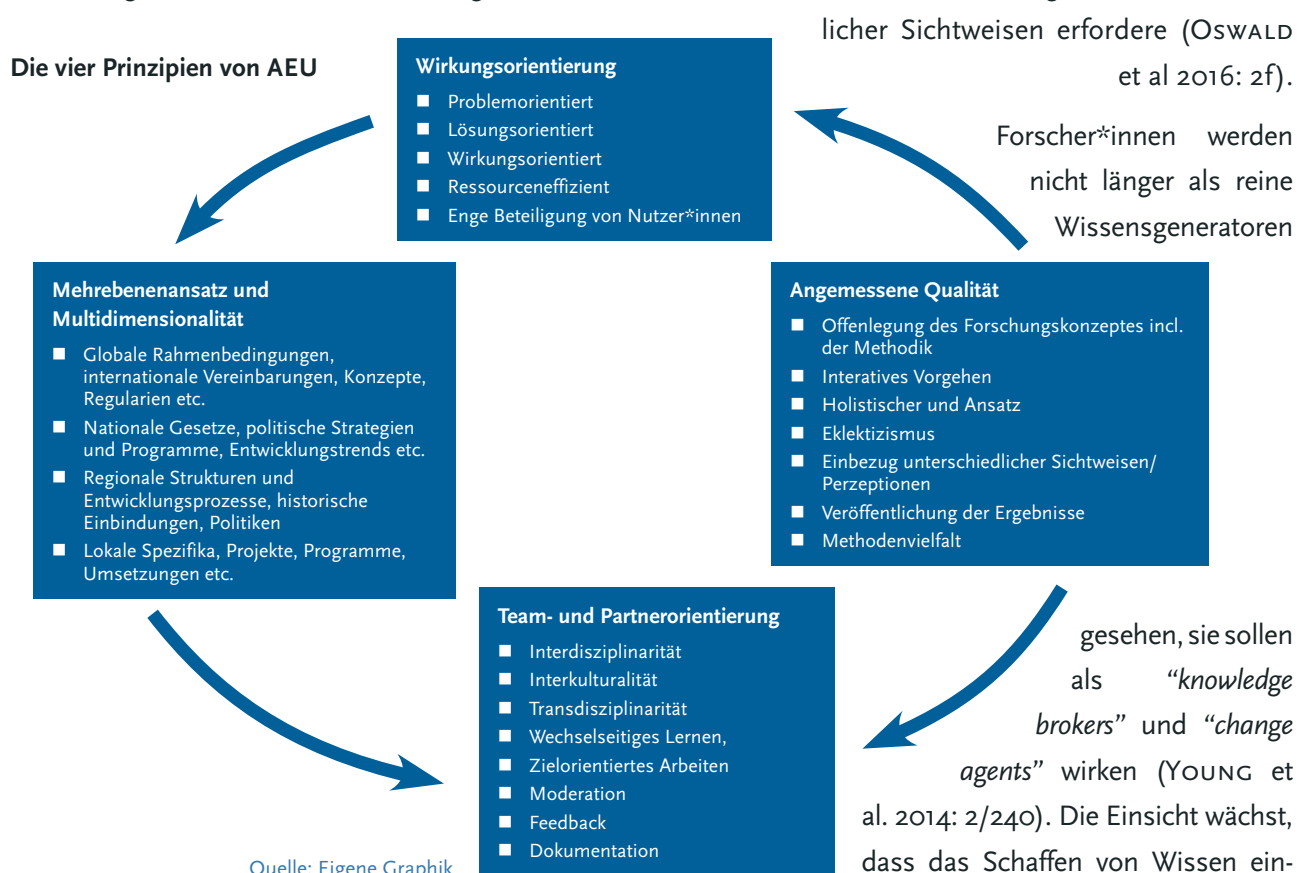 licher Sichtweisen erfordere (Oswald
et al 2016: 2f).
Forscher*innen werden
nicht länger als reine
Wissensgeneratoren
Die vier Prinzipien von AEU
Wirkungsorientierung
■ Problemorientiert
■ Lösungsorientiert
■ Wirkungsorientiert
■ Ressourceneffizient
■ Enge Beteiligung von Nutzer*innen
Mehrebenenansatz und
Multidimensionalität
■ Globale Rahmenbedingungen,
internationale Vereinbarungen, Konzepte,
Regularien etc.
■ Nationale Gesetze, politische Strategien
und Programme, Entwicklungstrends etc.
■ Regionale Strukturen und
Entwicklungsprozesse, historische
Einbindungen, Politiken
■ Lokale Spezifika, Projekte, Programme,
Umsetzungen etc.
Angemessene Qualität
■ Offenlegung des Forschungskonzeptes incl.
der Methodik
■ Interatives Vorgehen
■ Holistischer und Ansatz
■ Eklektizismus
■ Einbezug unterschiedlicher Sichtweisen/
Perzeptionen
■ Veröffentlichung der Ergebnisse
■ Methodenvielfalt
Team- und Partnerorientierung
■ Interdisziplinarität
■ Interkulturalität
■ Transdisziplinarität
■ Wechselseitiges Lernen,
■ Zielorientiertes Arbeiten
■ Moderation
■ Feedback
■ Dokumentation
Quelle: Eigene Graphik
gesehen, sie sollen
als "knowledge
brokers" und "change
agents" wirken (Young et
al. 2014: 2/240). Die Einsicht wächst,
dass das Schaffen von Wissen ein-